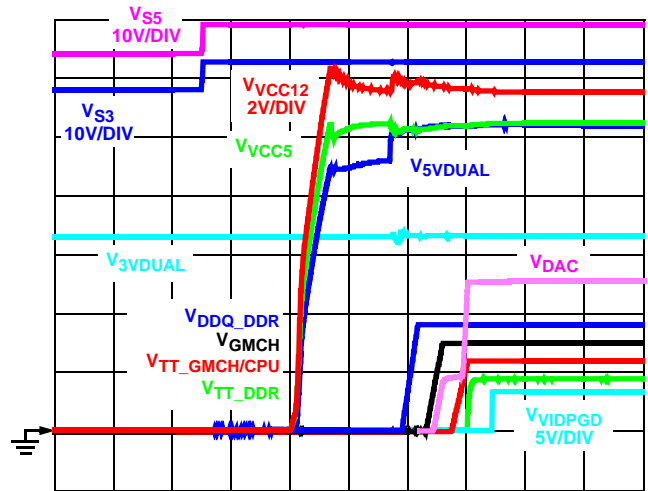 VS5
10V/DIV
VS3
10V/DIV
VVCC12
2V/DIV
VVCC5
V5VDUAL
V3VDUAL
VDAC
VDDQ_DDR
VGMCH
VTT_GMCH/CPU
VTT_DDR
VVIDPGD
5V/DIV